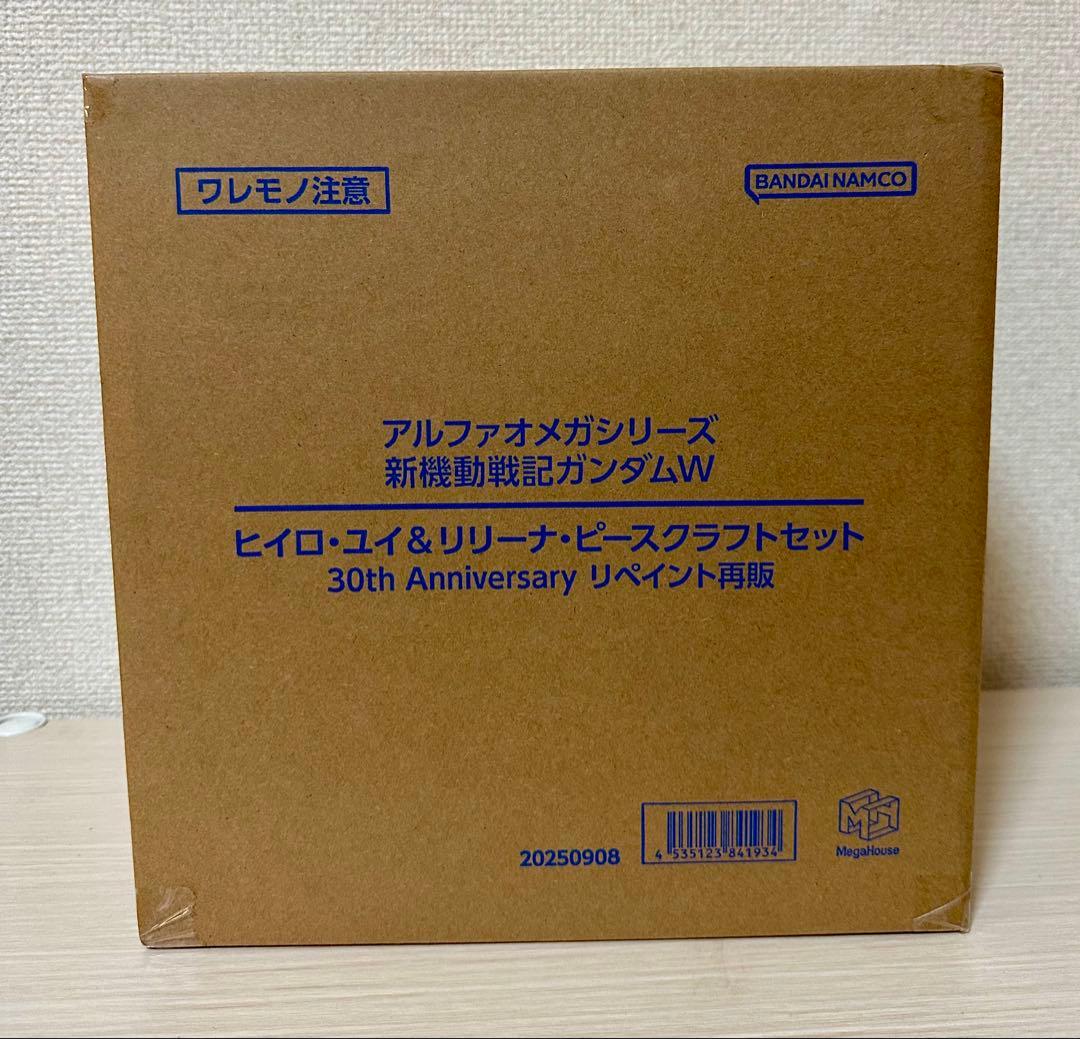 ワレモノ注意
BANDAI NAMCO
アルファオメガシリーズ
新機動戦記ガンダムW
ヒイロ・ユイ&リリーナ・ピースクラフトセット
30th Anniversary リペイント再販
20250908
4 535123 841934
MegaHouse